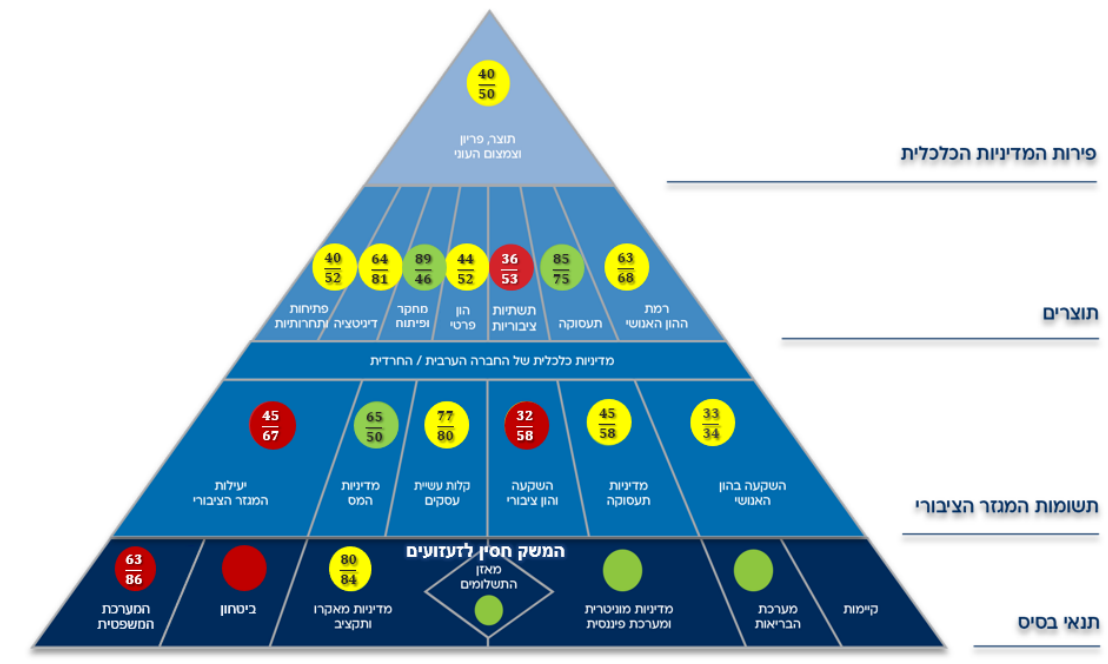 40
50
תוצר, פריון
וצמצום העוני
פירות המדיניות הכלכלית
63
68
רמת
ההון האנושי
85
75
תעסוקה
36
53
תשתיות
ציבוריות
44
52
הון
פרטי
89
46
מחקר
ופיתוח
64
81
דיגיטציה
40
52
פתיחות
ותחרותיות
תוצרים
מדיניות כלכלית של החברה הערבית / החרדית
33
34
השקעה בהון
האנושי
45
58
מדיניות
תעסוקה
32
58
השקעה
והון ציבורי
77
80
קלות עשיית
עסקים
65
50
מדיניות
המס
45
67
יעילות
המגזר הציבורי
תשומות המגזר הציבורי
המשק חסין לזעזועים
קיימות
מערכת
הבריאות
מדיניות מוניטרית
ומערכת פיננסית
מאזן
התשלומים
80
84
מדיניות מאקרו
ותקציב
ביטחון
63
86
המערכת
המשפטית
תנאי בסיס